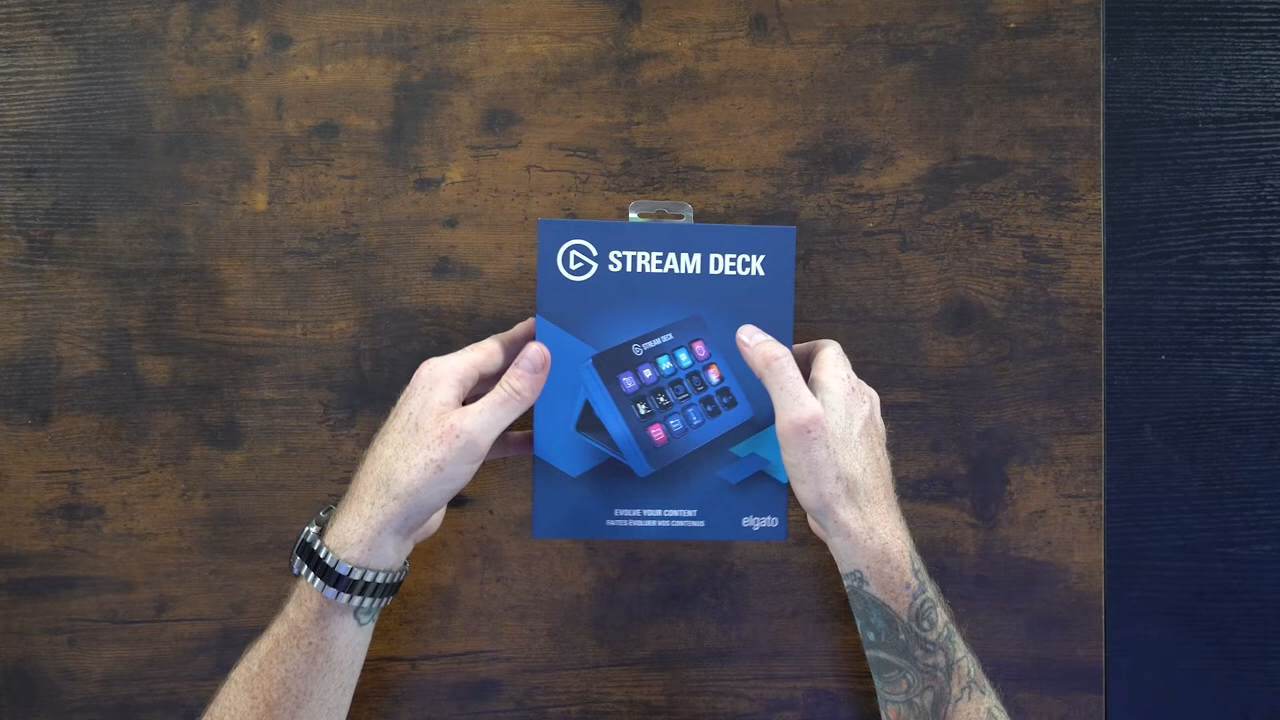 STREAM DECK
STREAM DECK
EVOLVE YOUR CONTENT
FAITES ÉVOLUER VOS CONTENUS
elgato